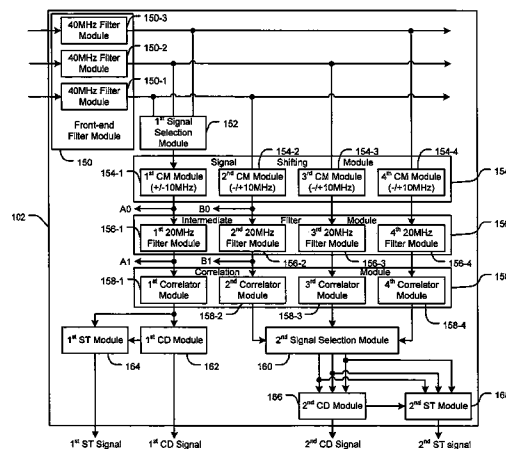 40MHz Filter Module
150-3
40MHz Filter Module
150-2
40MHz Filter Module
150-1
Front-end Filter Module
150
1st Signal Selection Module
152
154-2
154-3
154-4
Signal Shifting Module
154-1
1st CM Module (+/-10MHz)
2nd CM Module (-/+10MHz)
3rd CM Module (-/+10MHz)
4th CM Module (-/+10MHz)
154
102
A0
B0
Intermediate Filter Module
156
156-1
1st 20MHz Filter Module
2nd 20MHz Filter Module
3rd 20MHz Filter Module
4th 20MHz Filter Module
A1
B1
156-2
156-3
156-4
Correlation Module
158
158-1
1st Correlator Module
2nd Correlator Module
3rd Correlator Module
4th Correlator Module
158-2
158-3
158-4
1st ST Module
1st CD Module
2nd Signal Selection Module
164
162
160
2nd CD Module
2nd ST Module
166
168
1st ST Signal
1st CD Signal
2nd CD Signal
2nd ST signal